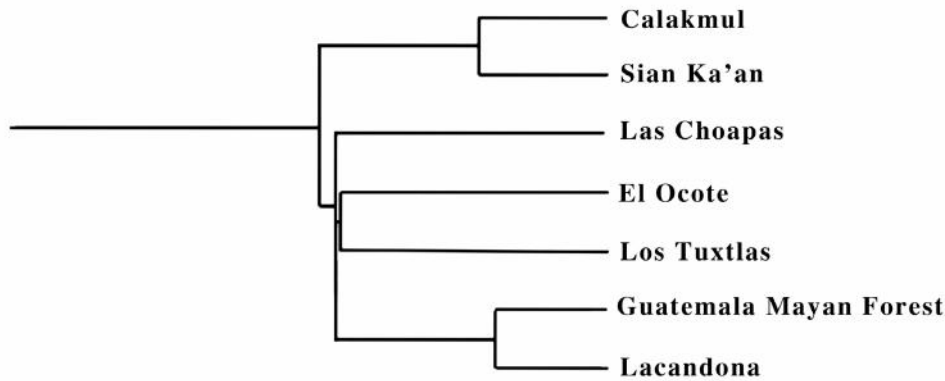 Calakmul
Sian Ka’an
Las Choapas
El Ocote
Los Tuxtlas
Guatemala Mayan Forest
Lacandona